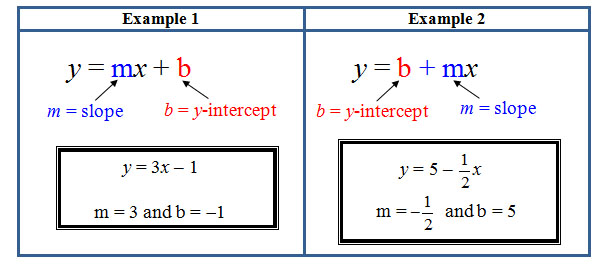 Example 1
y = mx + b
m = slope
b = y-intercept
y = 3x – 1
m = 3 and b = –1
Example 2
y = b + mx
b = y-intercept
m = slope
y = 5 – 1/2 x
m = – 1/2 and b = 5